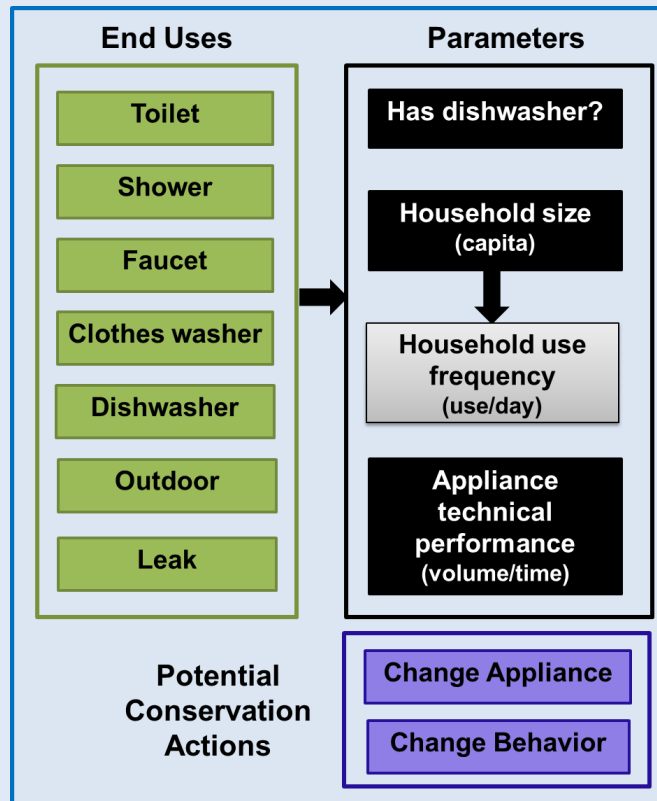 End Uses
Toilet
Shower
Faucet
Clothes washer
Dishwasher
Outdoor
Leak
Parameters
Has dishwasher?
Household size
(capita)
Household use
frequency
(use/day)
Appliance
technical
performance
(volume/time)
Potential
Conservation
Actions
Change Appliance
Change Behavior